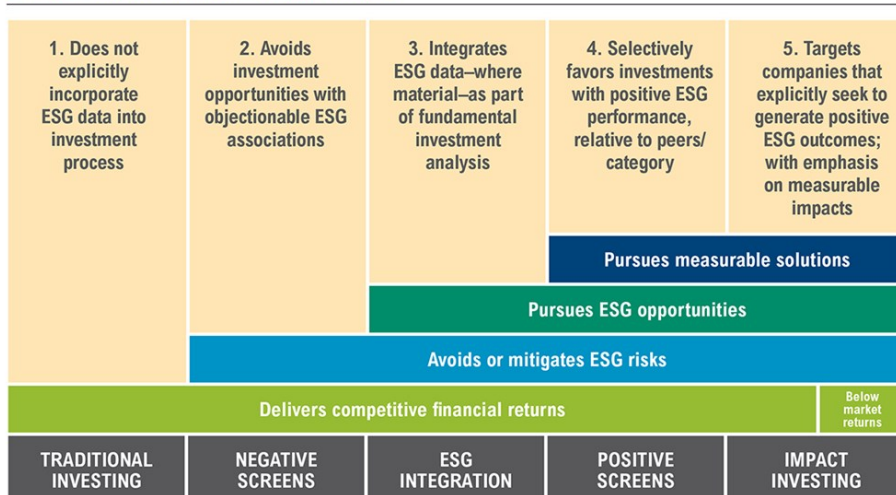 1. Does not
explicitly
incorporate
ESG data into
investment
process
2. Avoids
investment
opportunities with
objectionable ESG
associations
3. Integrates
ESG data–where
material–as part
of fundamental
investment
analysis
4. Selectively
favors investments
with positive ESG
performance,
relative to peers/
category
5. Targets
companies that
explicitly seek to
generate positive
ESG outcomes;
with emphasis
on measurable
impacts
Pursues measurable solutions
Pursues ESG opportunities
Avoids or mitigates ESG risks
Delivers competitive financial returns
Below
market
returns
TRADITIONAL
INVESTING
NEGATIVE
SCREENS
ESG
INTEGRATION
POSITIVE
SCREENS
IMPACT
INVESTING